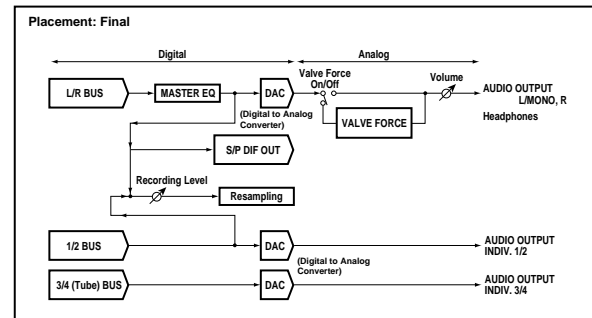 Placement: Final
Digital
Analog
Valve Force
On/Off
Volume
L/R BUS
MASTER EQ
DAC
AUDIO OUTPUT
L/MONO, R
Headphones
(Digital to Analog
Converter)
VALVE FORCE
S/P DIF OUT
Recording Level
Resampling
1/2 BUS
DAC
AUDIO OUTPUT
INDIV. 1/2
(Digital to Analog
Converter)
3/4 (Tube) BUS
DAC
AUDIO OUTPUT
INDIV. 3/4